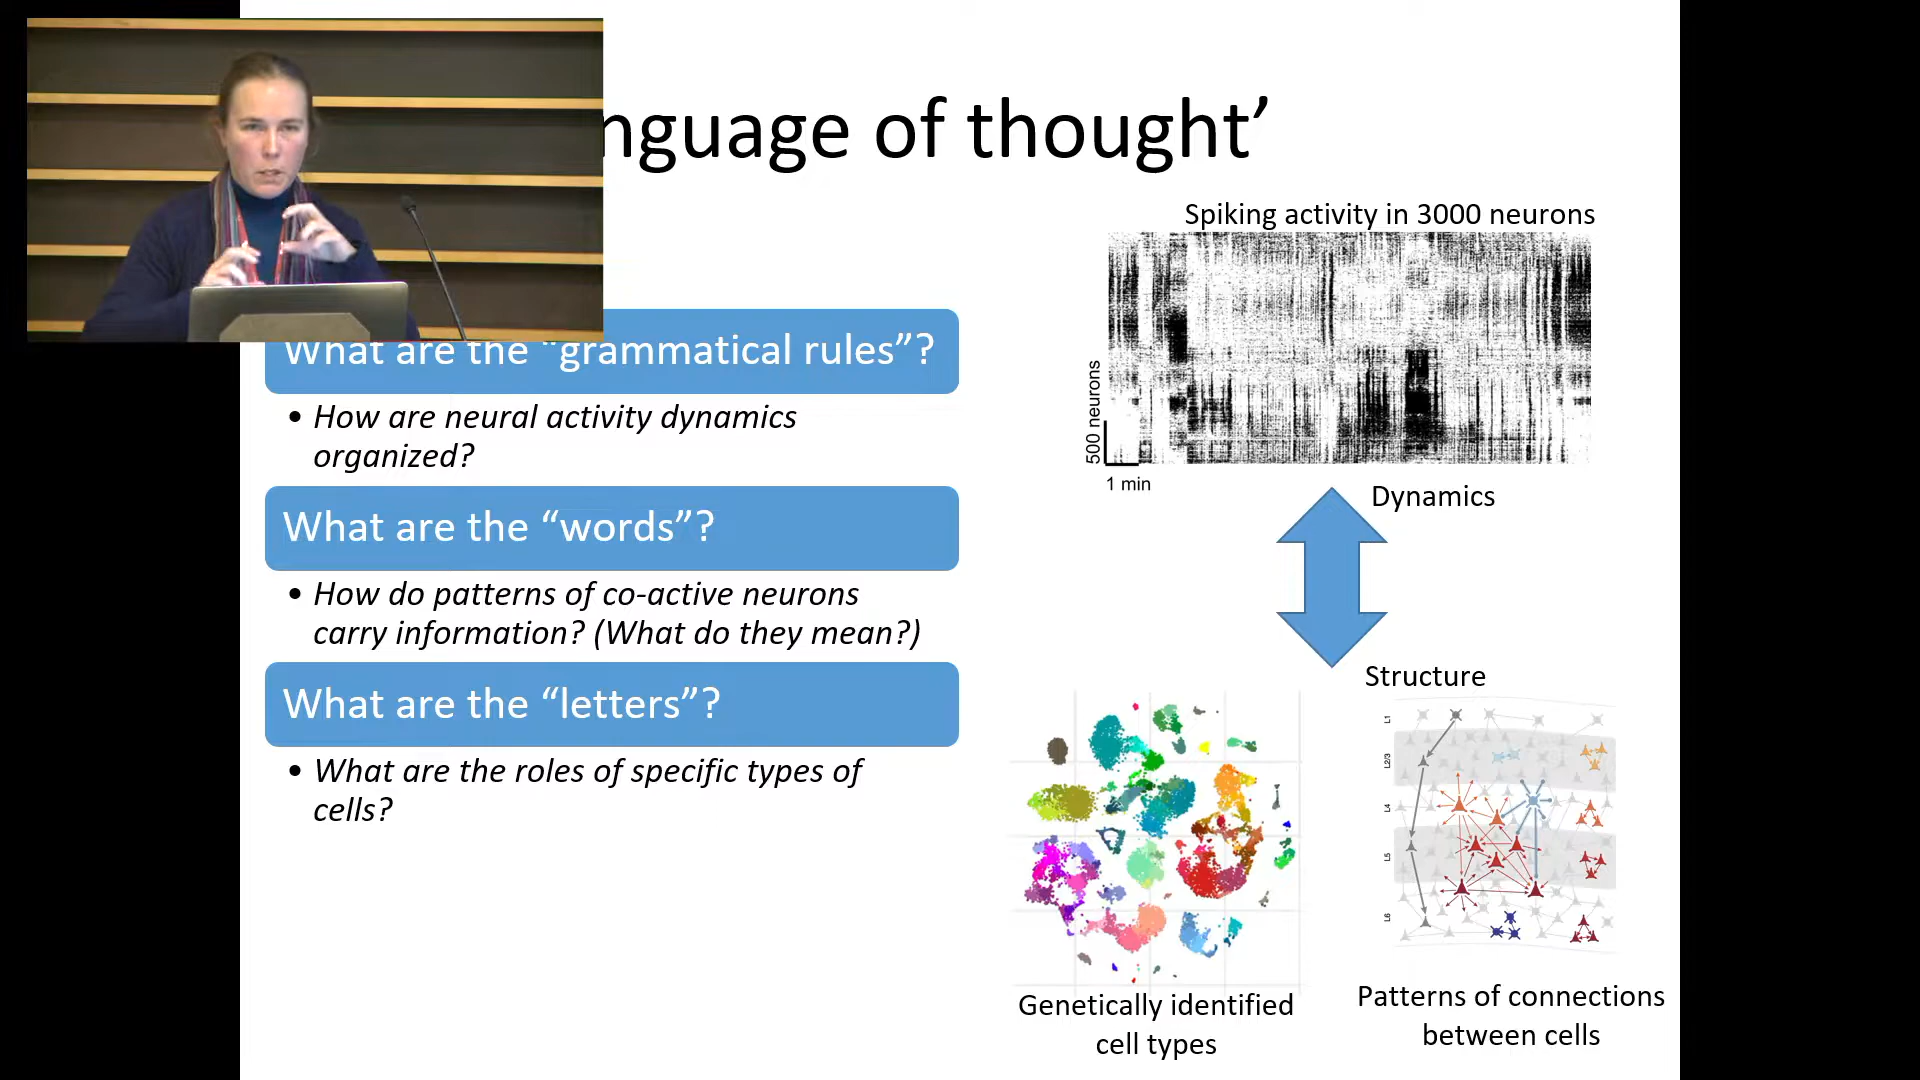 nguage of thought’
Spiking activity in 3000 neurons
What are the “grammatical rules”?
• How are neural activity dynamics
organized?
500 neurons
1 min
Dynamics
What are the “words”?
• How do patterns of co-active neurons
carry information? (What do they mean?)
Structure
What are the “letters”?
• What are the roles of specific types of
cells?
L1
L2/3
L4
L5
L6
Genetically identified
cell types
Patterns of connections
between cells